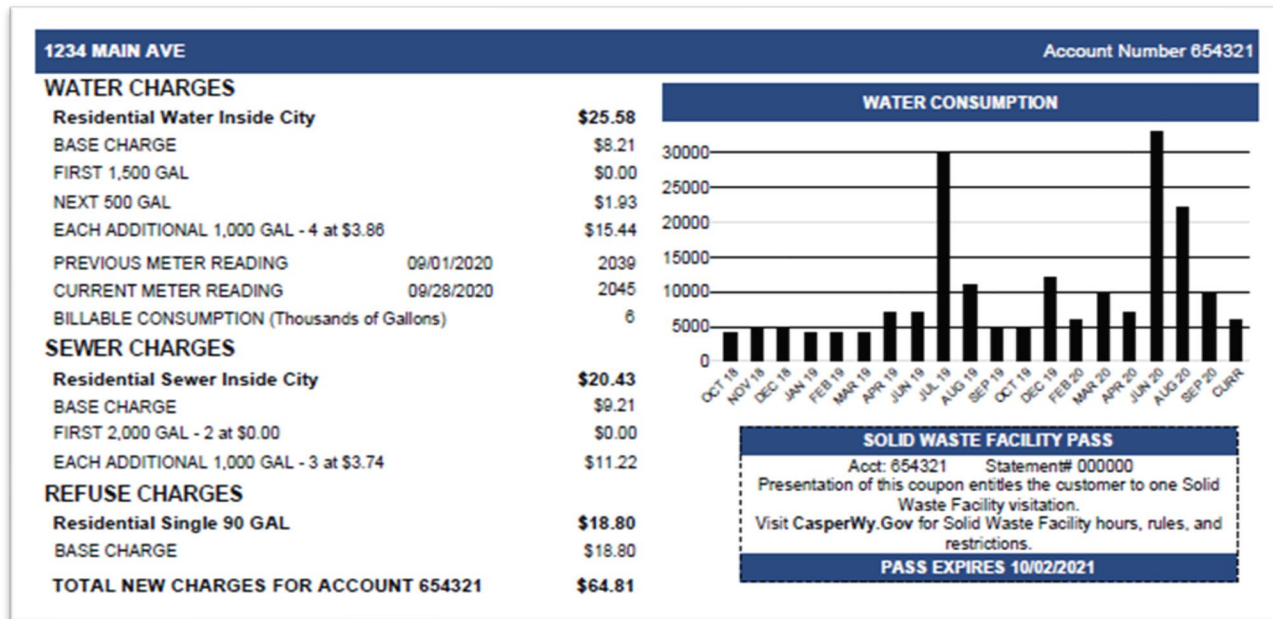 1234 MAIN AVE Account Number 654321
WATER CHARGES
Residential Water Inside City $25.58
BASE CHARGE $8.21
FIRST 1,500 GAL $0.00
NEXT 500 GAL $1.93
EACH ADDITIONAL 1,000 GAL - 4 at $3.86 $15.44
PREVIOUS METER READING 09/01/2020 2039
CURRENT METER READING 09/28/2020 2045
BILLABLE CONSUMPTION (Thousands of Gallons) 6
SEWER CHARGES
Residential Sewer Inside City $20.43
BASE CHARGE $9.21
FIRST 2,000 GAL - 2 at $0.00 $0.00
EACH ADDITIONAL 1,000 GAL - 3 at $3.74 $11.22
REFUSE CHARGES
Residential Single 90 GAL $18.80
BASE CHARGE $18.80
TOTAL NEW CHARGES FOR ACCOUNT 654321 $64.81
WATER CONSUMPTION
30000
25000
20000
15000
10000
5000
0
OCT 18 NOV 18 DEC 18 JAN 19 FEB 19 MAR 19 APR 19 JUN 19 JUL 19 AUG 19 SEP 19 OCT 19 DEC 19 FEB 20 MAR 20 APR 20 JUN 20 AUG 20 SEP 20 CURR
SOLID WASTE FACILITY PASS
Acct: 654321 Statement# 000000
Presentation of this coupon entitles the customer to one Solid
Waste Facility visitation.
Visit CasperWy.Gov for Solid Waste Facility hours, rules, and
restrictions.
PASS EXPIRES 10/02/2021